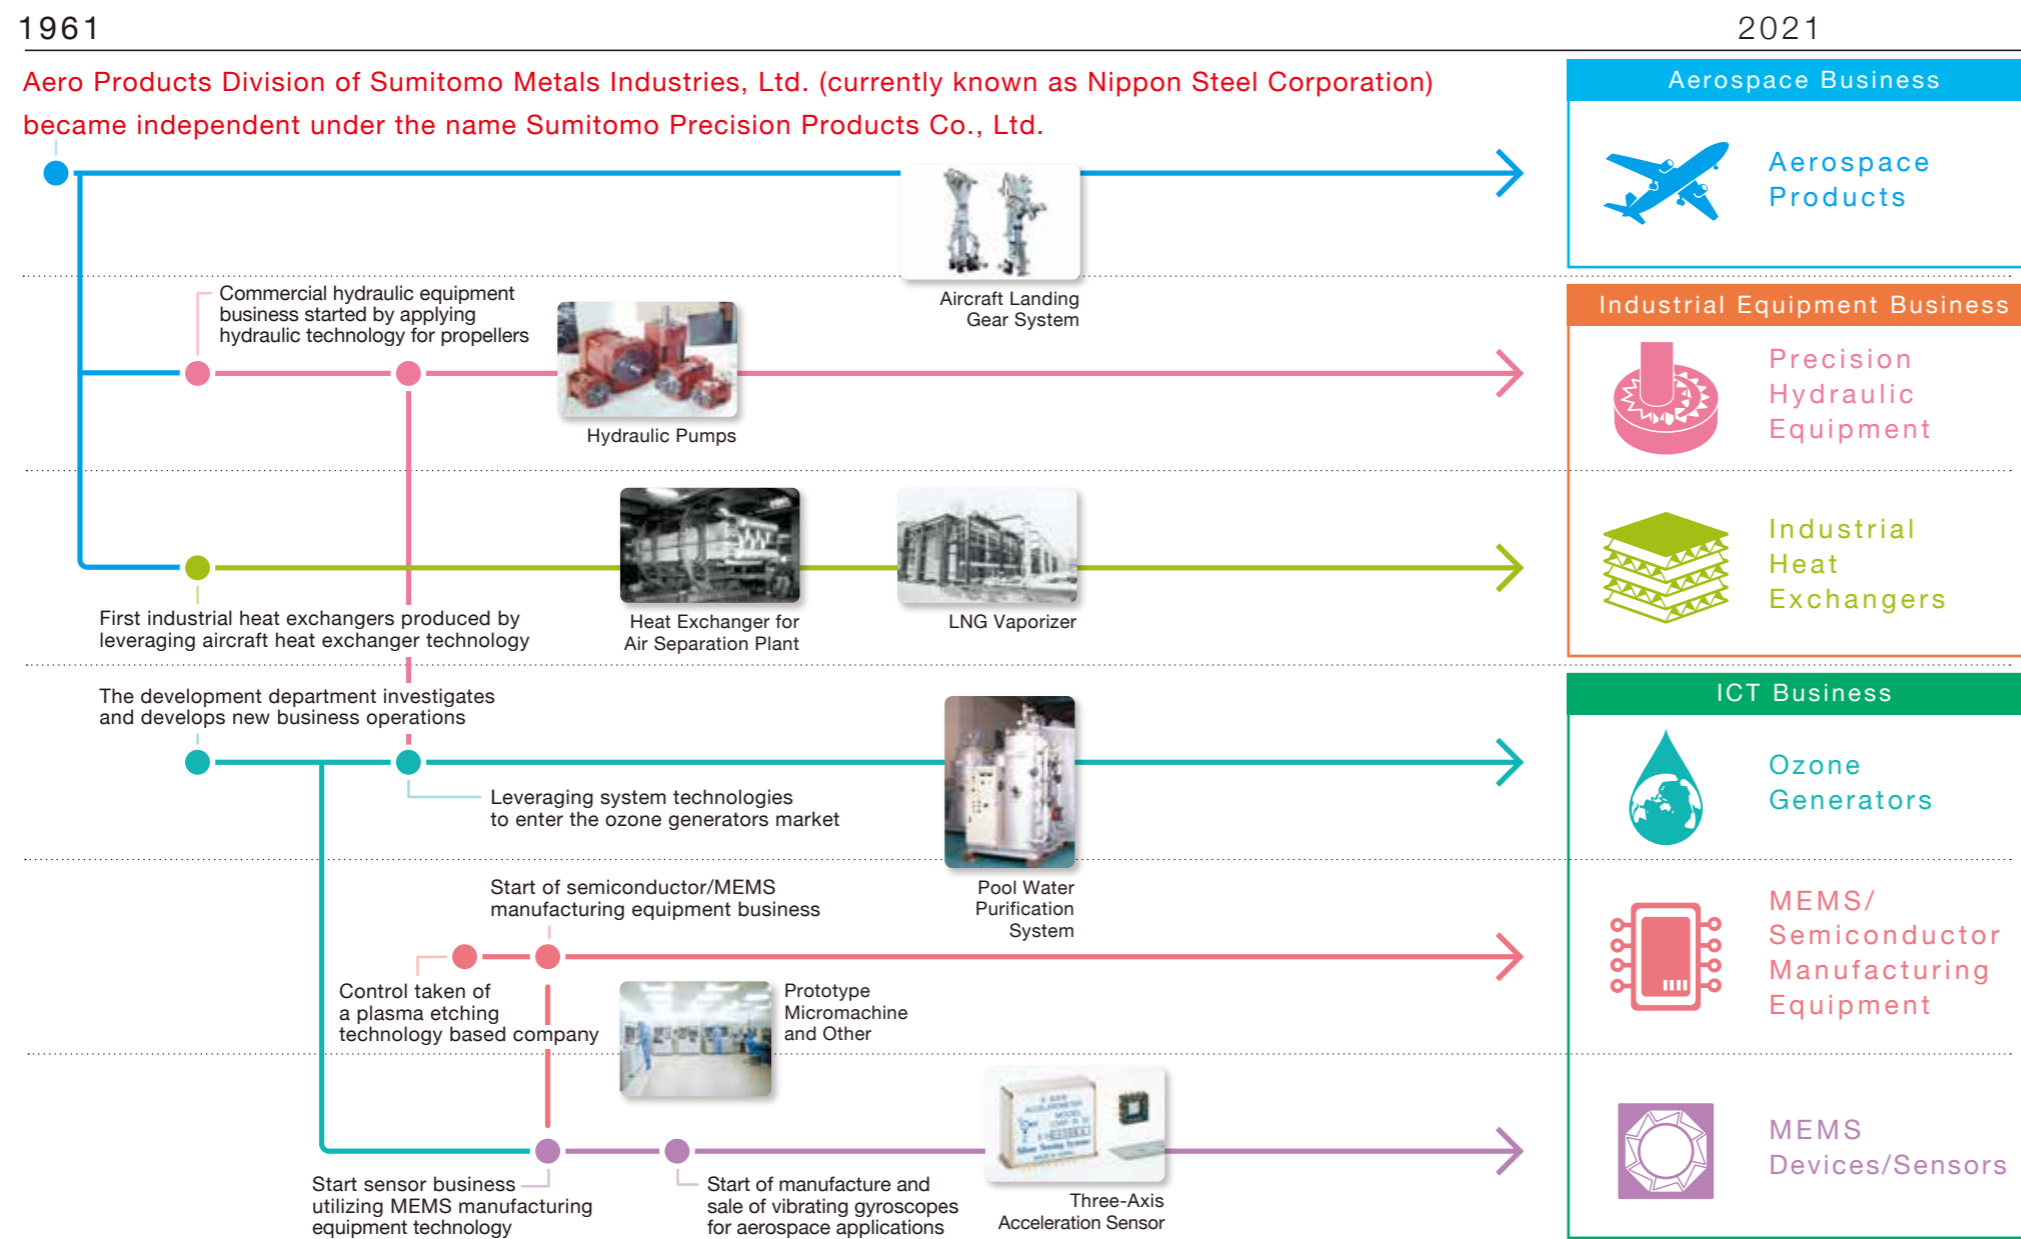 1961
2021
Aero Products Division of Sumitomo Metals Industries, Ltd. (currently known as Nippon Steel Corporation)
became independent under the name Sumitomo Precision Products Co., Ltd.
Aerospace Business
Aerospace
Products
Aircraft Landing
Gear System
Industrial Equipment Business
Commercial hydraulic equipment
business started by applying
hydraulic technology for propellers
Hydraulic Pumps
Precision
Hydraulic
Equipment
First industrial heat exchangers produced by
leveraging aircraft heat exchanger technology
Heat Exchanger for
Air Separation Plant
LNG Vaporizer
Industrial
Heat
Exchangers
ICT Business
The development department investigates
and develops new business operations
Leveraging system technologies
to enter the ozone generators market
Pool Water
Purification
System
Ozone
Generators
Start of semiconductor/MEMS
manufacturing equipment business
Control taken of
a plasma etching
technology based company
Prototype
Micromachine
and Other
MEMS/
Semiconductor
Manufacturing
Equipment
Start sensor business
utilizing MEMS manufacturing
equipment technology
Start of manufacture and
sale of vibrating gyroscopes
for aerospace applications
ACCELEROMETER
MODEL
Silicon Sensing Systems
Three-Axis
Acceleration Sensor
MEMS
Devices/Sensors